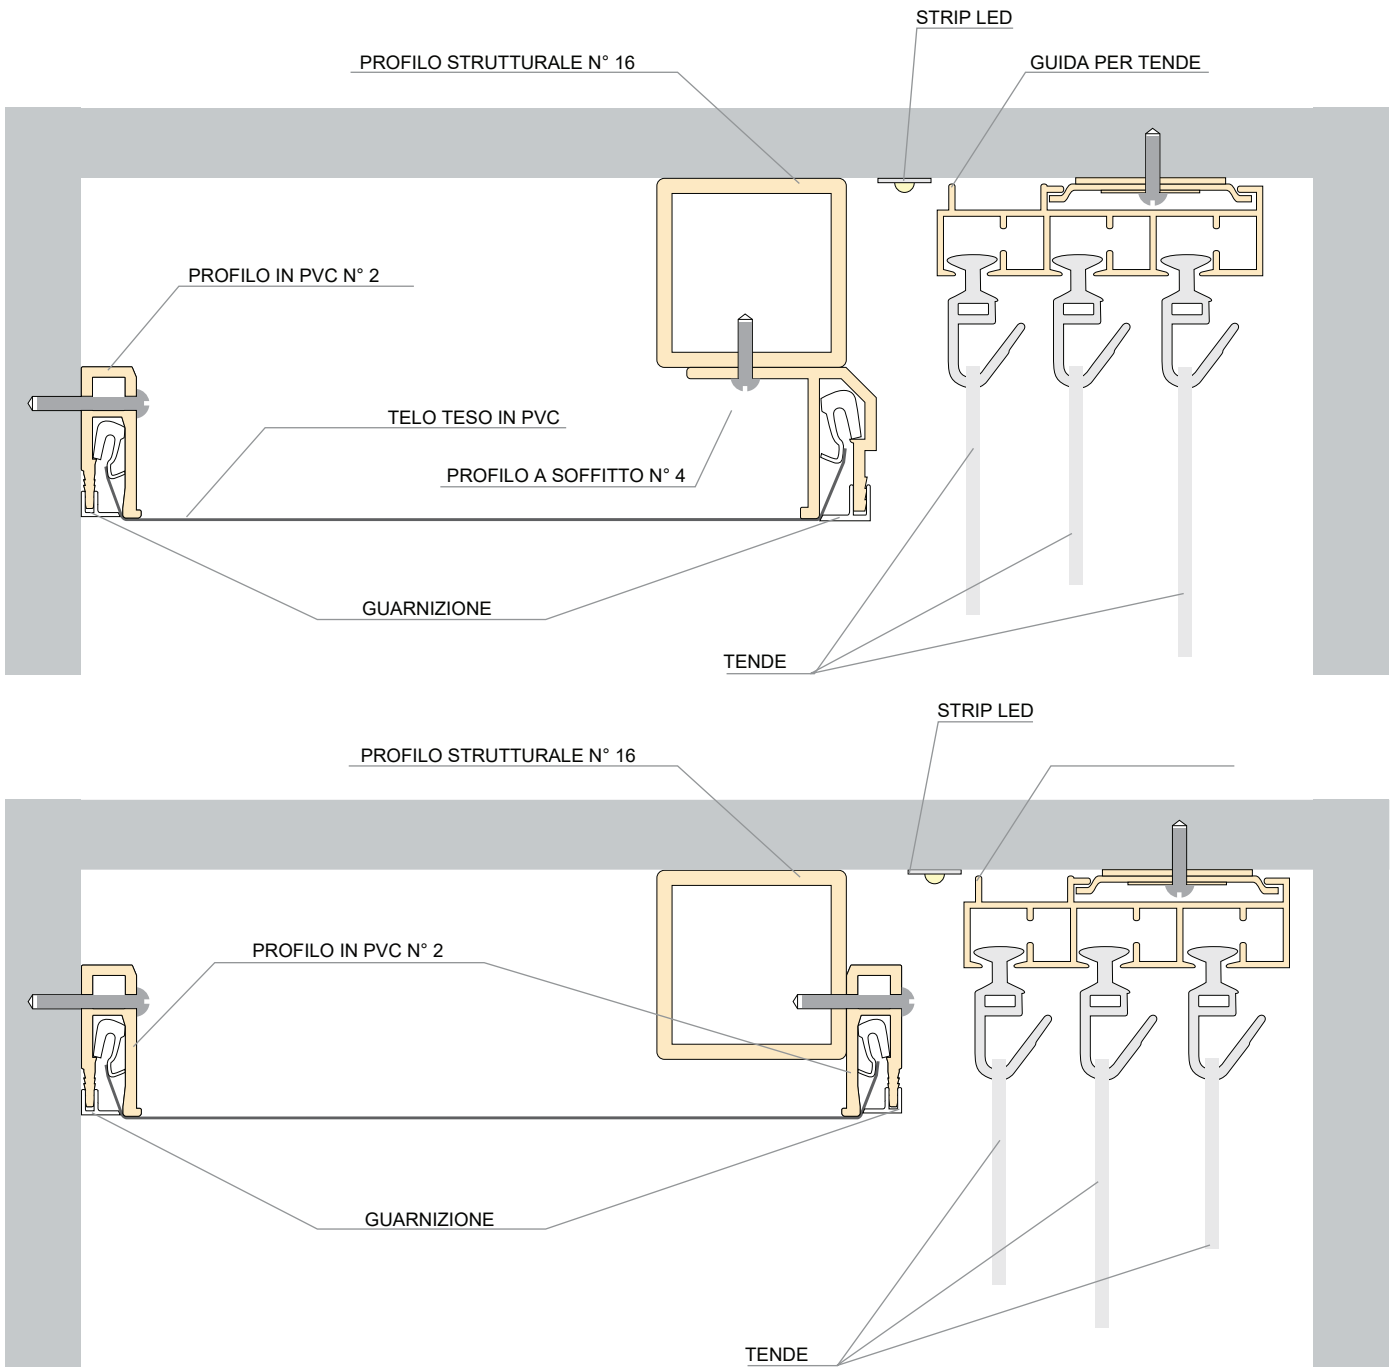 STRIP LED
PROFILO STRUTTURALE N° 16
GUIDA PER TENDE
PROFILO IN PVC N° 2
TELO TESO IN PVC
PROFILO A SOFFITTO N° 4
GUARNIZIONE
TENDE
STRIP LED
PROFILO STRUTTURALE N° 16
PROFILO IN PVC N° 2
GUARNIZIONE
TENDE